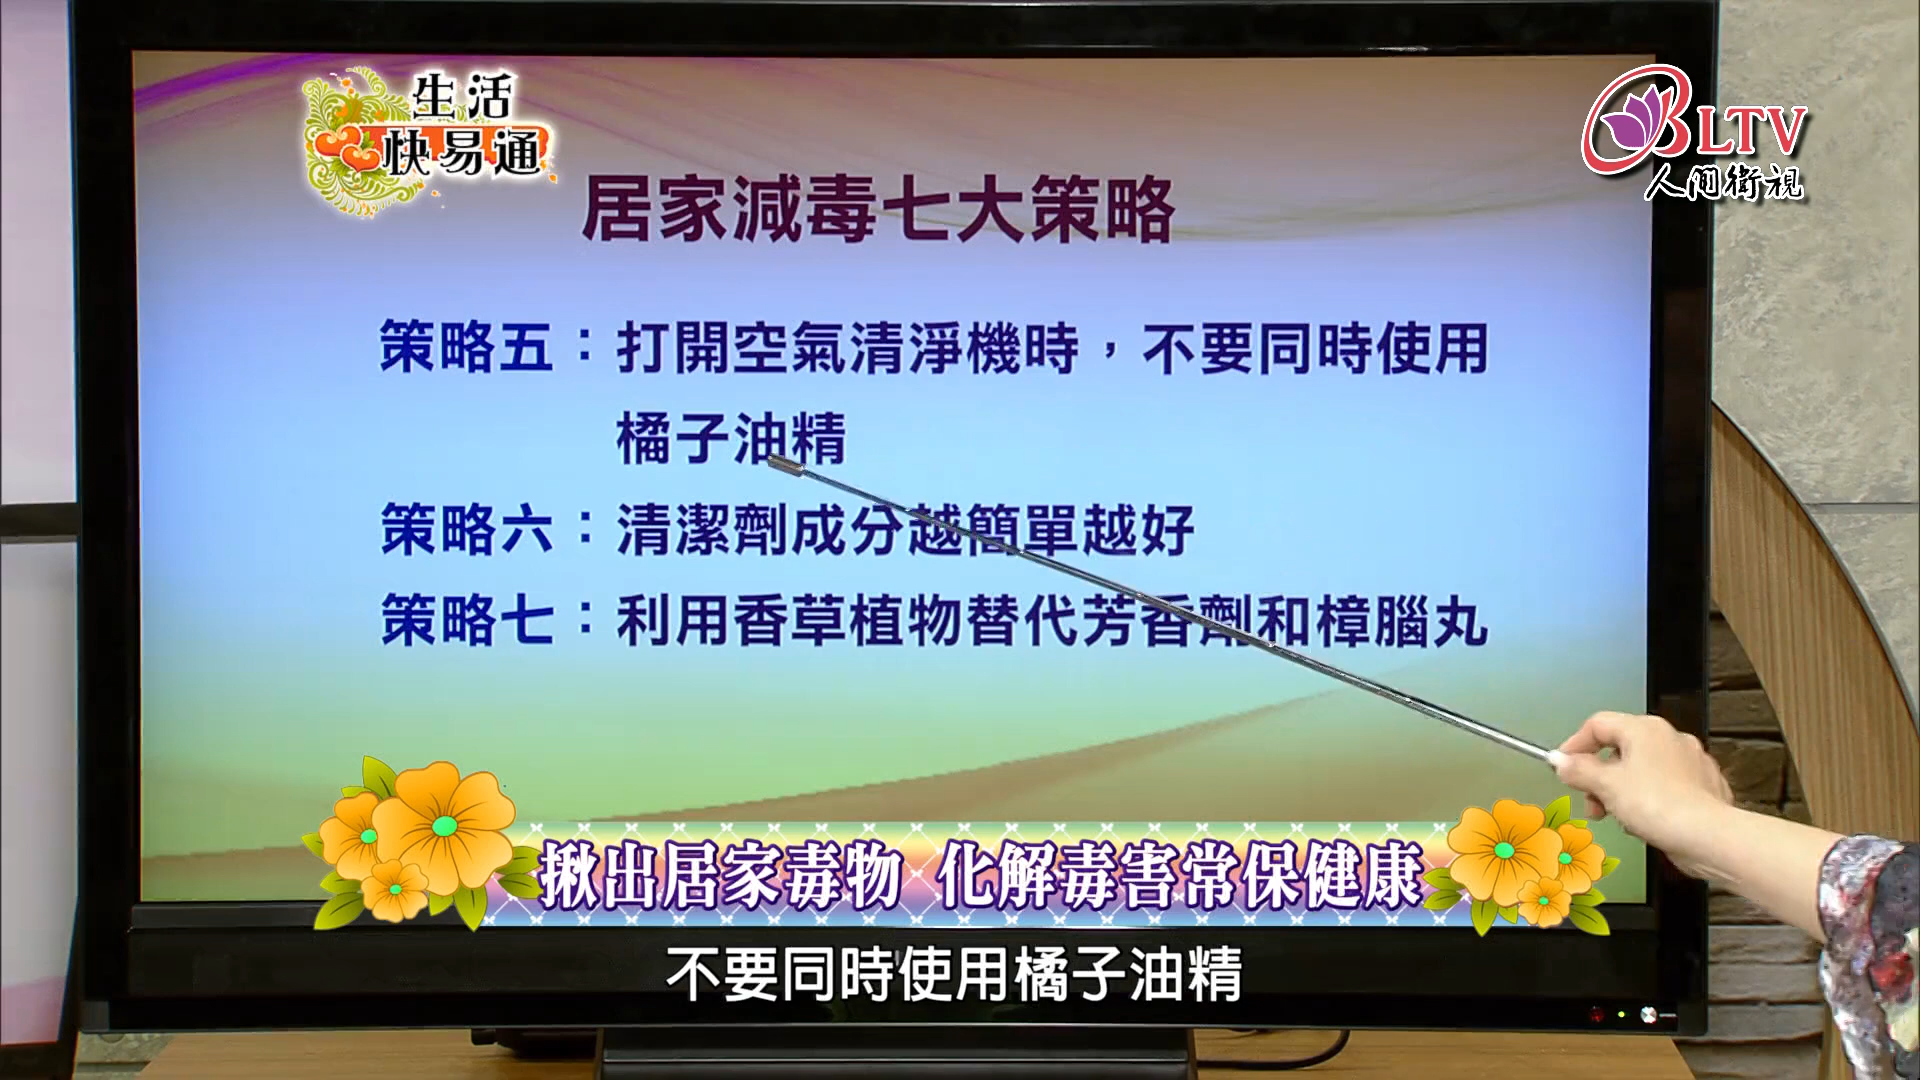 生活
快易通
BLTV
人間衛視
居家減毒七大策略
策略五：打開空氣清淨機時，不要同時使用
橘子油精
策略六：清潔劑成分越簡單越好
策略七：利用香草植物替代芳香劑和樟腦丸
揪出居家毒物 化解毒害常保健康
不要同時使用橘子油精